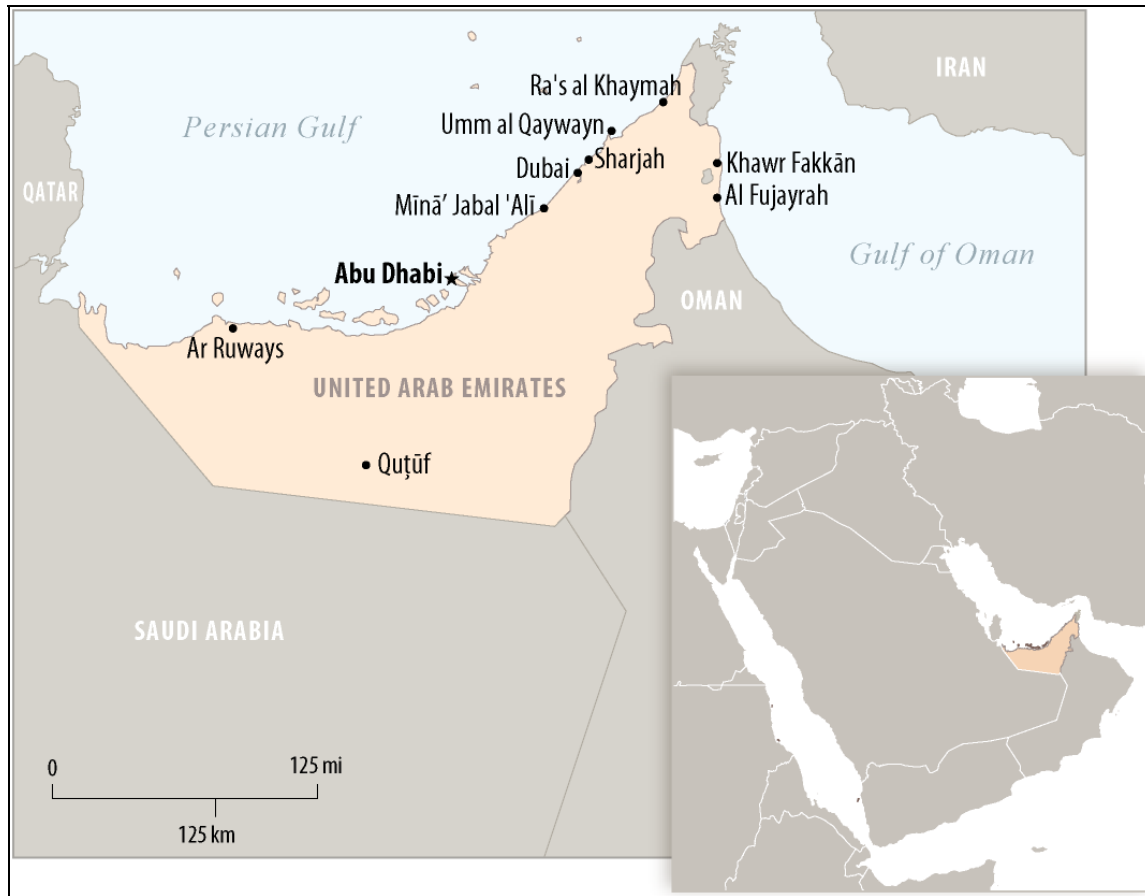 IRAN
Ra's al Khaymah
Persian Gulf
Umm al Qaywayn
Sharjah
Khawr Fakkān
Dubai
QATAR
Al Fujayrah
Mīnā’ Jabal 'Alī
Gulf of Oman
Abu Dhabi
OMAN
Ar Ruways
UNITED ARAB EMIRATES
Quţūf
SAUDI ARABIA
0
125 mi
125 km